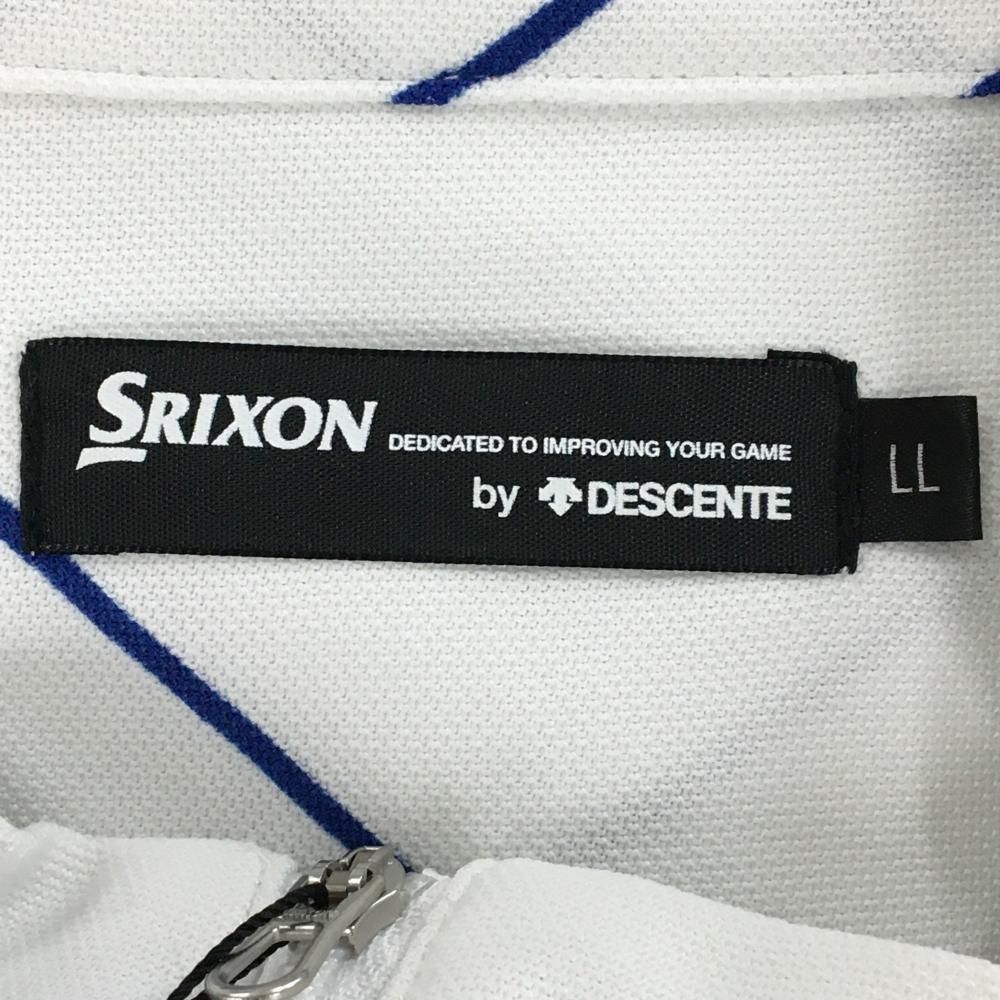 SRIXON DEDICATED TO IMPROVING YOUR GAME
by DESCENTE
LL